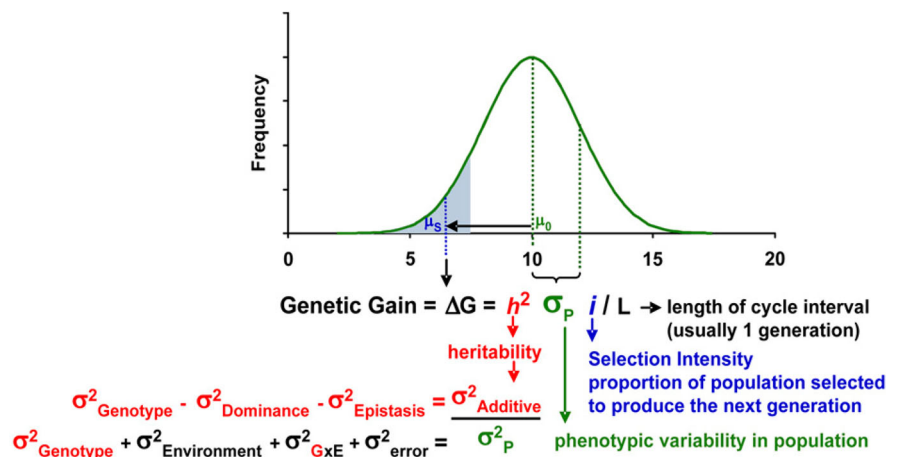 Frequency
μS μ0
0 5 10 15 20
Genetic Gain = ΔG = h² σP i / L → length of cycle interval
(usually 1 generation)
heritability
Selection Intensity
proportion of population selected
to produce the next generation
σ²Genotype - σ²Dominance - σ²Epistasis = σ²Additive
σ²Genotype + σ²Environment + σ²GxE + σ²error = σ²P
phenotypic variability in population